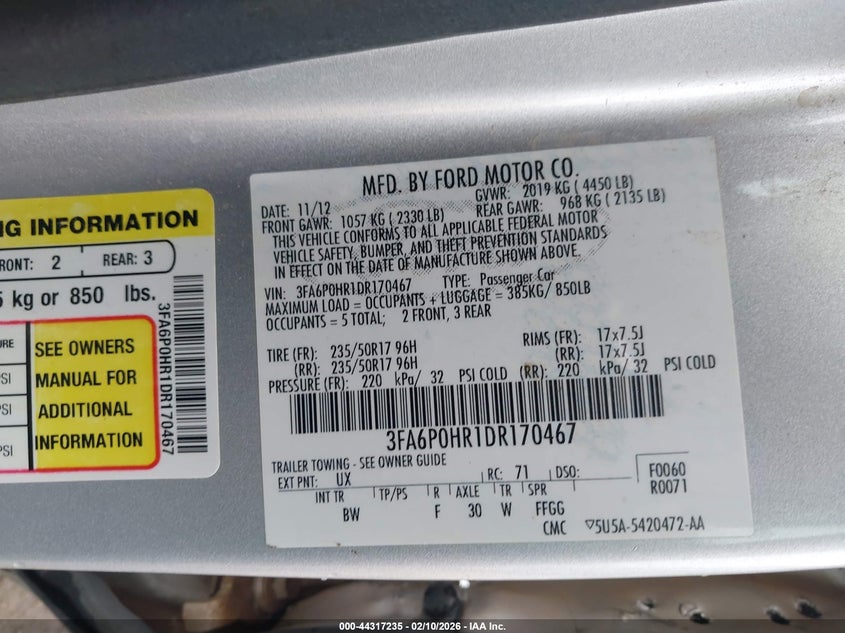 NG INFORMATION
FRONT: 2 REAR: 3
5 kg or 850 lbs.
SEE OWNERS
MANUAL FOR
ADDITIONAL
INFORMATION
PSI
PSI
PSI
3FA6P0HR1DR170467
MFD. BY FORD MOTOR CO.
DATE: 11/12 GVWR: 2019 KG ( 4450 LB)
FRONT GAWR: 1057 KG ( 2330 LB) REAR GAWR: 968 KG ( 2135 LB)
THIS VEHICLE CONFORMS TO ALL APPLICABLE FEDERAL MOTOR
VEHICLE SAFETY, BUMPER, AND THEFT PREVENTION STANDARDS
IN EFFECT ON THE DATE OF MANUFACTURE SHOWN ABOVE.
VIN: 3FA6P0HR1DR170467 TYPE: Passenger Car
MAXIMUM LOAD = OCCUPANTS + LUGGAGE = 385KG/ 850LB
OCCUPANTS = 5 TOTAL; 2 FRONT, 3 REAR
TIRE (FR): 235/50R17 96H RIMS (FR): 17x7.5J
(RR): 235/50R17 96H (RR): 17x7.5J
PRESSURE (FR): 220 kPa/ 32 PSI COLD (RR): 220 kPa/ 32 PSI COLD
3FA6P0HR1DR170467
TRAILER TOWING - SEE OWNER GUIDE
EXT PNT: UX RC: 71 DSO: F0060
R0071
INT TR TP/PS R AXLE TR SPR
BW F 30 W FFGG
CMC ▽5U5A-5420472-AA
000-44317235 - 02/10/2026 - IAA Inc.